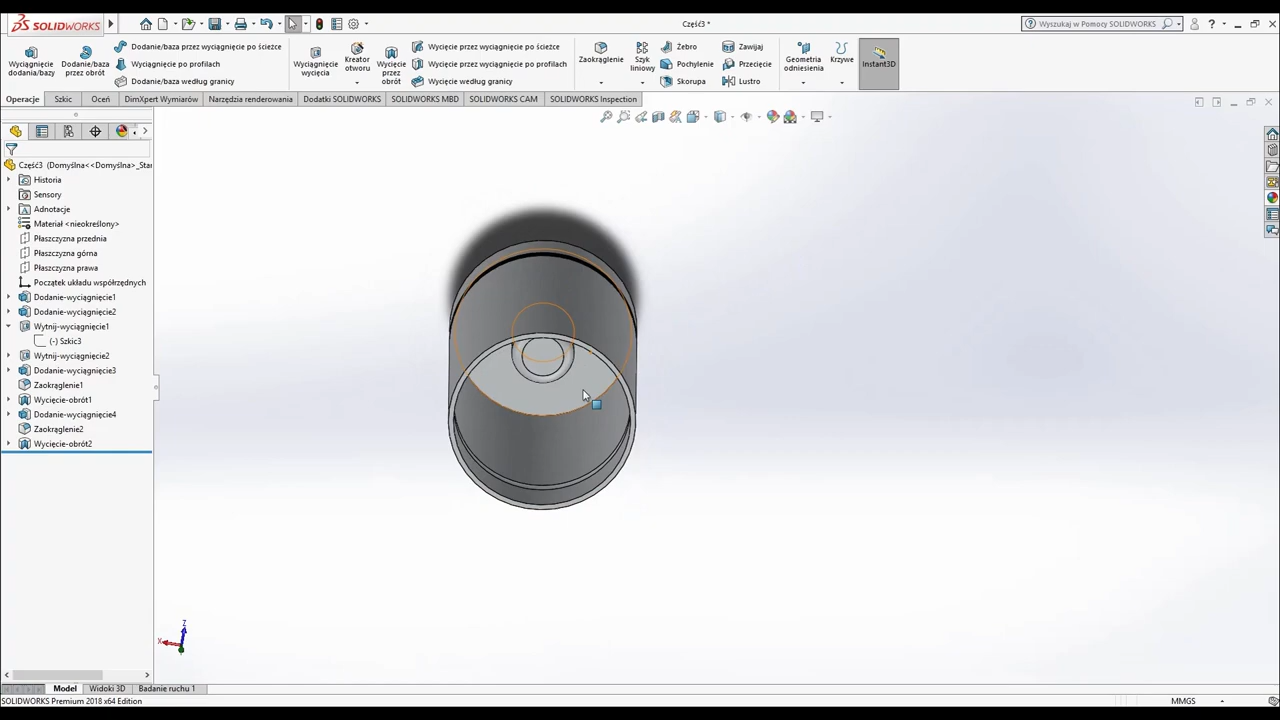 SOLIDWORKS
Część3 *
Wyszukaj w Pomocy SOLIDWORKS
Wyciągnięcie dodania/bazy
Dodanie/baza przez obrót
Dodanie/baza przez wyciągnięcie po ścieżce
Wyciągnięcie po profilach
Dodanie/baza według granicy
Wyciągnięcie wycięcia
Kreator otworu
Wycięcie przez obrót
Wycięcie przez wyciągnięcie po ścieżce
Wycięcie przez wyciągnięcie po profilach
Wycięcie według granicy
Zaokrąglenie
Szyk liniowy
Żebro
Pochylenie
Skorupa
Zawijaj
Przecięcie
Lustro
Geometria odniesienia
Krzywe
Instant3D
Operacje
Szkic
Oceń
DimXpert Wymiarów
Narzędzia renderowania
Dodatki SOLIDWORKS
SOLIDWORKS MBD
SOLIDWORKS CAM
SOLIDWORKS Inspection
Część3 (Domyślna<<Domyślna>_Star
Historia
Sensory
Adnotacje
Materiał <nieokreślony>
Płaszczyzna przednia
Płaszczyzna górna
Płaszczyzna prawa
Początek układu współrzędnych
Dodanie-wyciągnięcie1
Dodanie-wyciągnięcie2
Wytnij-wyciągnięcie1
(-) Szkic3
Wytnij-wyciągnięcie2
Dodanie-wyciągnięcie3
Zaokrąglenie1
Wycięcie-obrót1
Dodanie-wyciągnięcie4
Zaokrąglenie2
Wycięcie-obrót2
Z
X
Model
Widoki 3D
Badanie ruchu 1
SOLIDWORKS Premium 2018 x64 Edition
MMGS